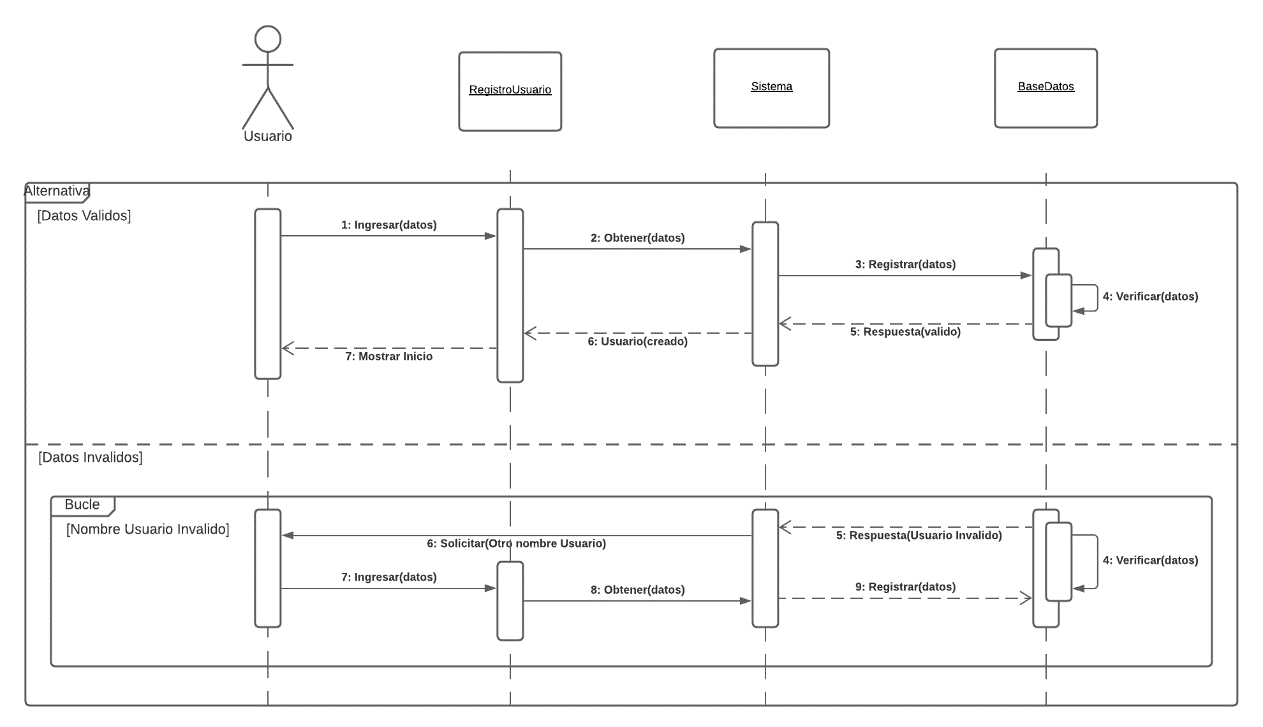 Usuario
RegistroUsuario
Sistema
BaseDatos
Alternativa
[Datos Validos]
1: Ingresar(datos)
2: Obtener(datos)
3: Registrar(datos)
4: Verificar(datos)
5: Respuesta(valido)
6: Usuario(creado)
7: Mostrar Inicio
[Datos Invalidos]
Bucle
[Nombre Usuario Invalido]
5: Respuesta(Usuario Invalido)
6: Solicitar(Otro nombre Usuario)
4: Verificar(datos)
7: Ingresar(datos)
8: Obtener(datos)
9: Registrar(datos)